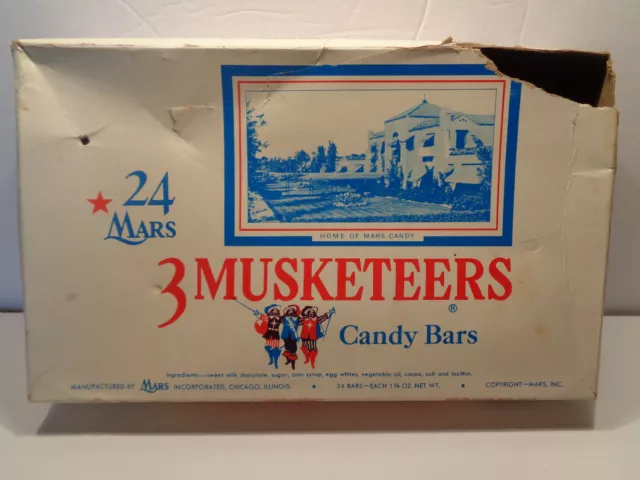 HOME OF MARS CANDY
24
MARS
3 MUSKETEERS®
Candy Bars
Ingredients—sweet milk chocolate, sugar, corn syrup, egg whites, vegetable oil, cocoa, salt and lecithin.
MANUFACTURED BY MARS INCORPORATED, CHICAGO, ILLINOIS. • 24 BARS—EACH 1⅜ OZ. NET WT. • COPYRIGHT—MARS, INC.